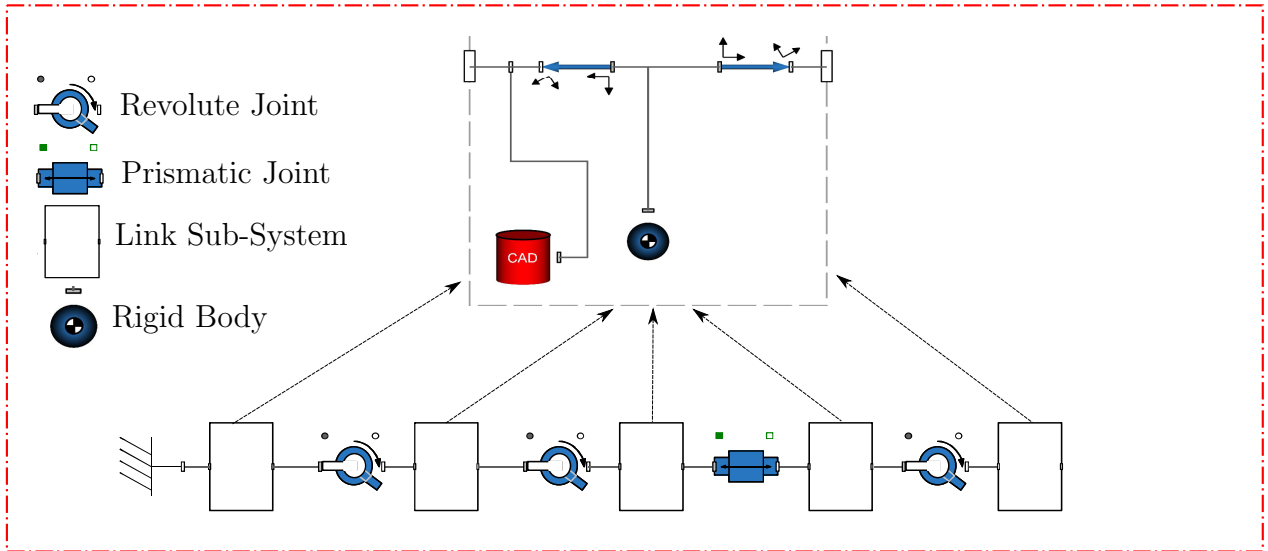 Revolute Joint
Prismatic Joint
Link Sub-System
Rigid Body
CAD